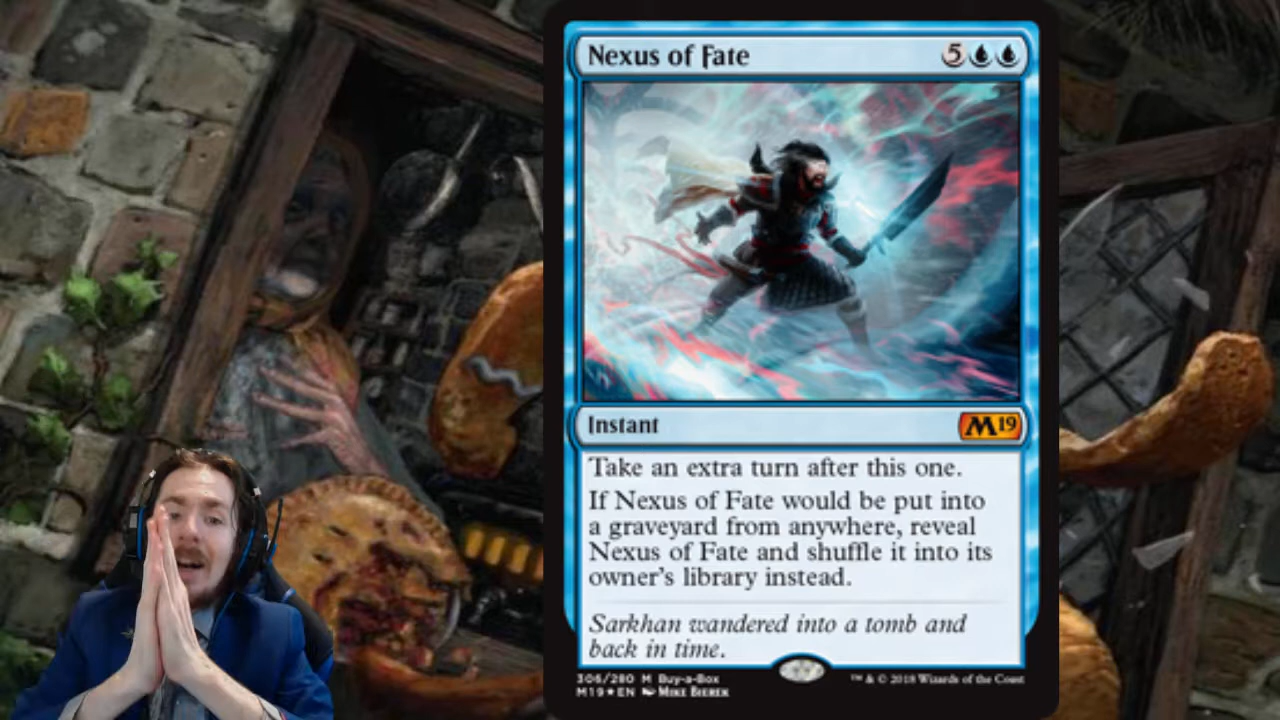 Nexus of Fate 5
Instant M19
Take an extra turn after this one.
If Nexus of Fate would be put into
a graveyard from anywhere, reveal
Nexus of Fate and shuffle it into its
owner's library instead.
Sarkhan wandered into a tomb and
back in time.
306/280 M Buy-a-Box
M19★EN Mike Bierek
™ & © 2018 Wizards of the Coast